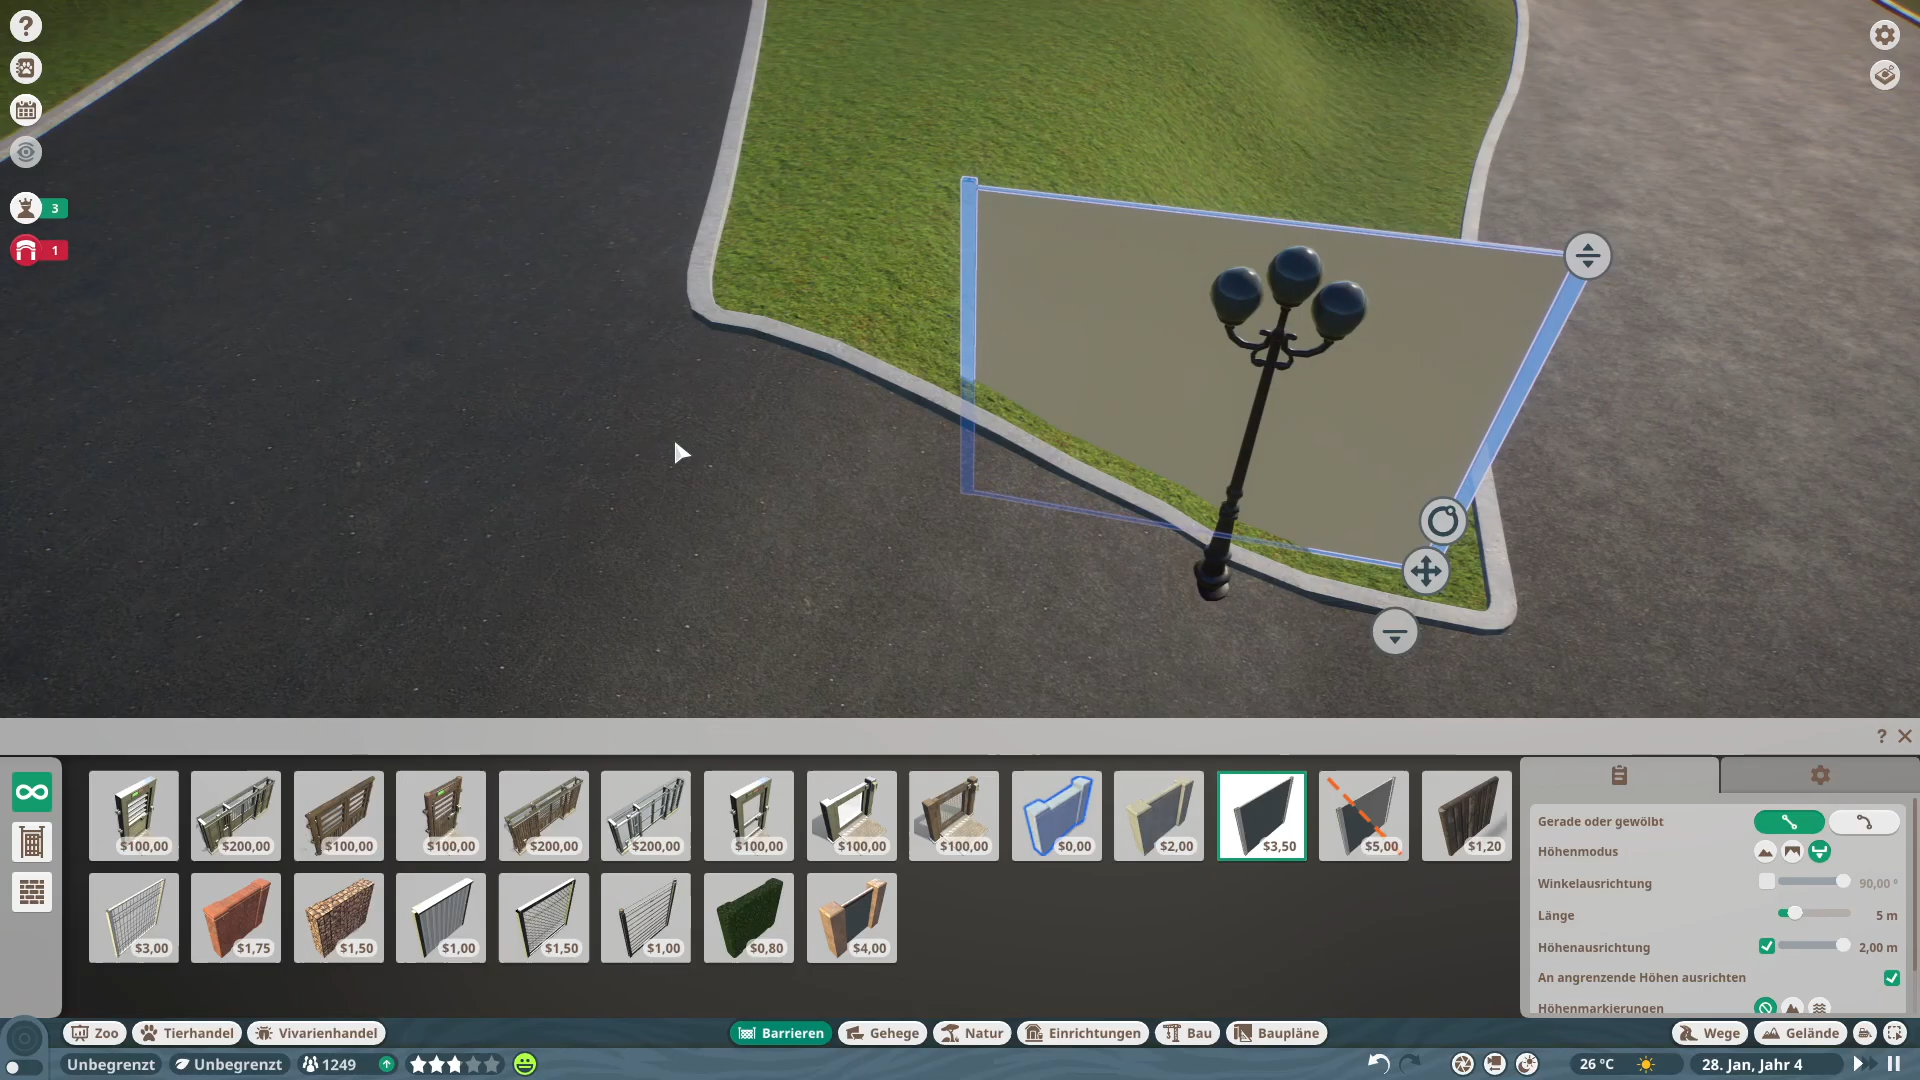 ?
3
1
? ×
$100,00 $200,00 $100,00 $100,00 $200,00 $200,00 $100,00 $100,00 $100,00 $0,00 $2,00 $3,50 $5,00 $1,20
$3,00 $1,75 $1,50 $1,00 $1,50 $1,00 $0,80 $4,00
Gerade oder gewölbt
Höhenmodus
Winkelausrichtung 90,00 °
Länge 5 m
Höhenausrichtung 2,00 m
An angrenzende Höhen ausrichten
Höhenmarkierungen
Zoo Tierhandel Vivarienhandel Barrieren Gehege Natur Einrichtungen Bau Baupläne Wege Gelände
Unbegrenzt Unbegrenzt 1249 26 °C 28. Jan, Jahr 4